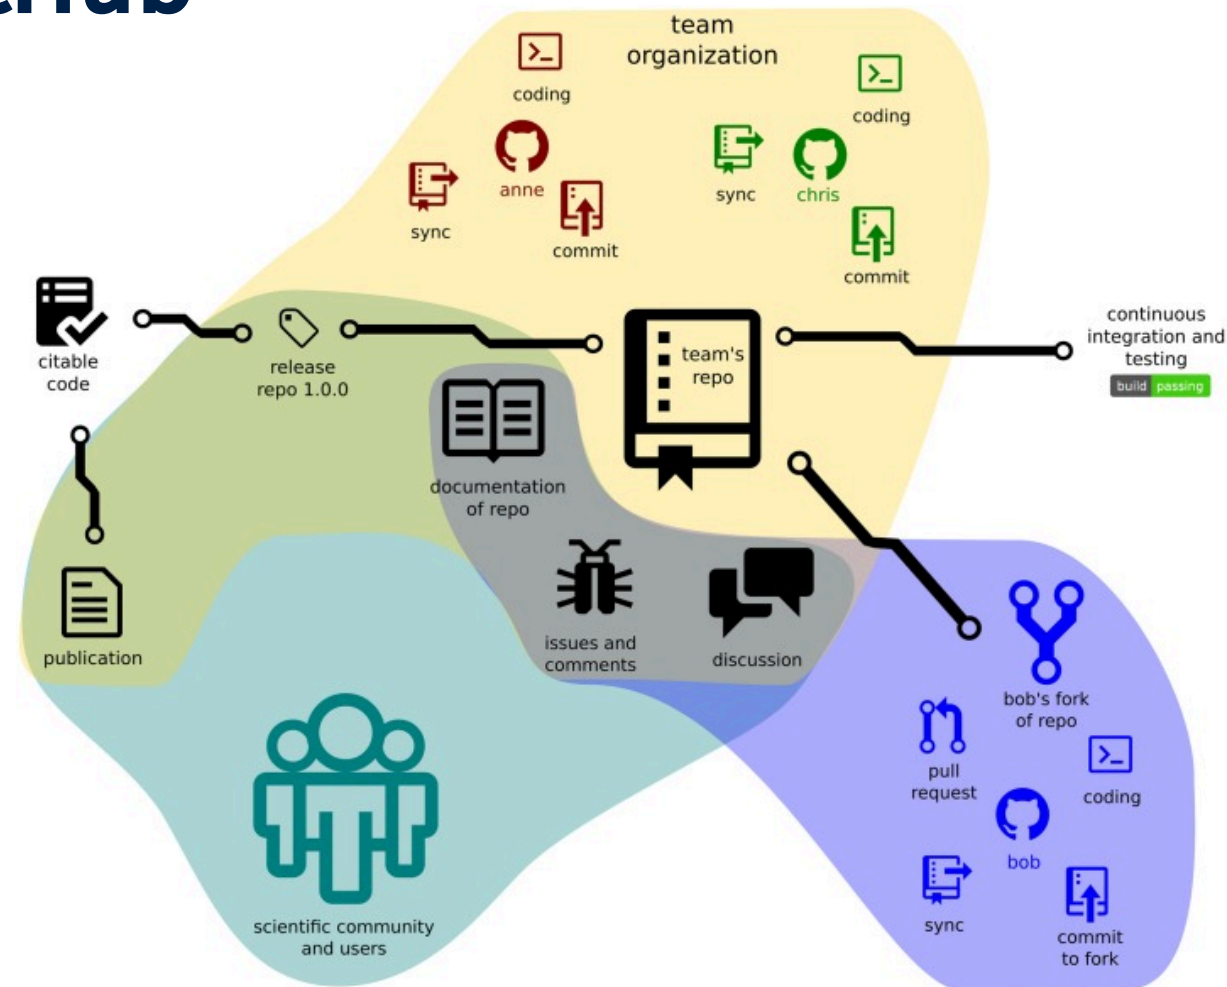 team
organization
coding
coding
anne
sync
commit
sync
chris
commit
citable
code
release
repo 1.0.0
team's
repo
continuous
integration and
testing
build passing
documentation
of repo
publication
issues and
comments
discussion
bob's fork
of repo
pull
request
coding
bob
sync
commit
to fork
scientific community
and users